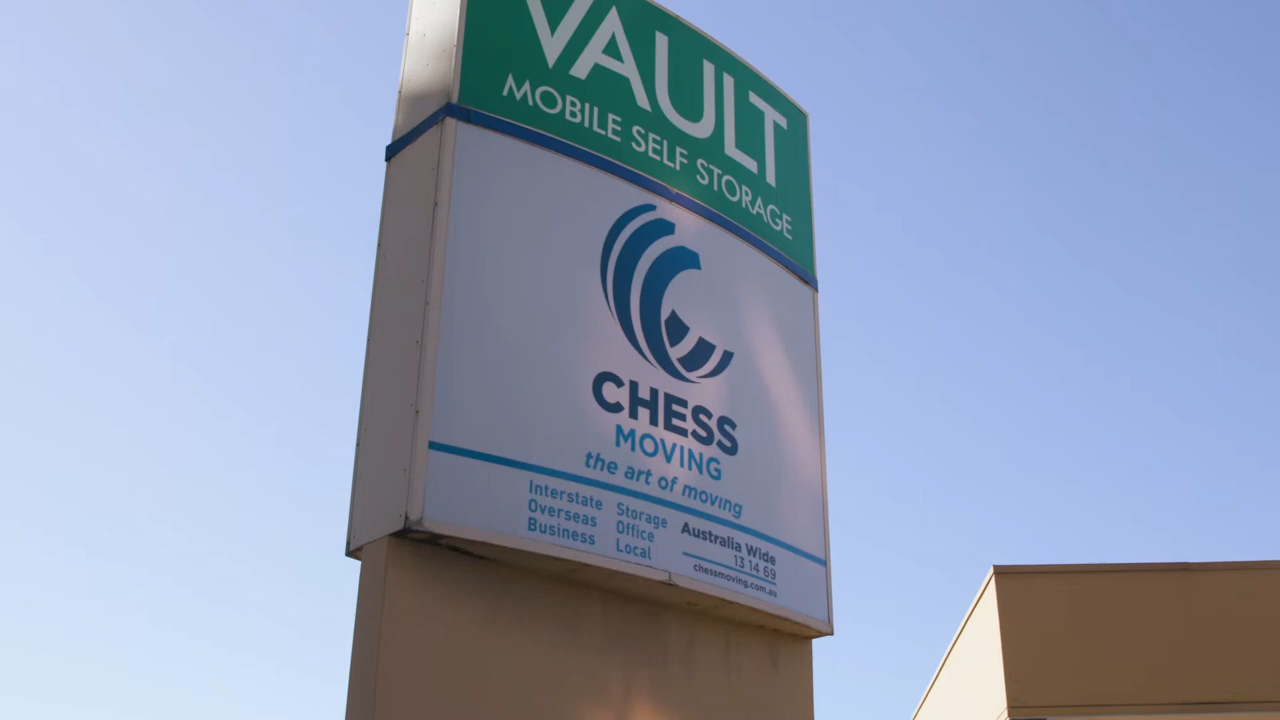 VAULT
MOBILE SELF STORAGE
CHESS
MOVING
the art of moving
Interstate
Overseas
Business
Storage
Office
Local
Australia Wide
13 14 69
chessmoving.com.au